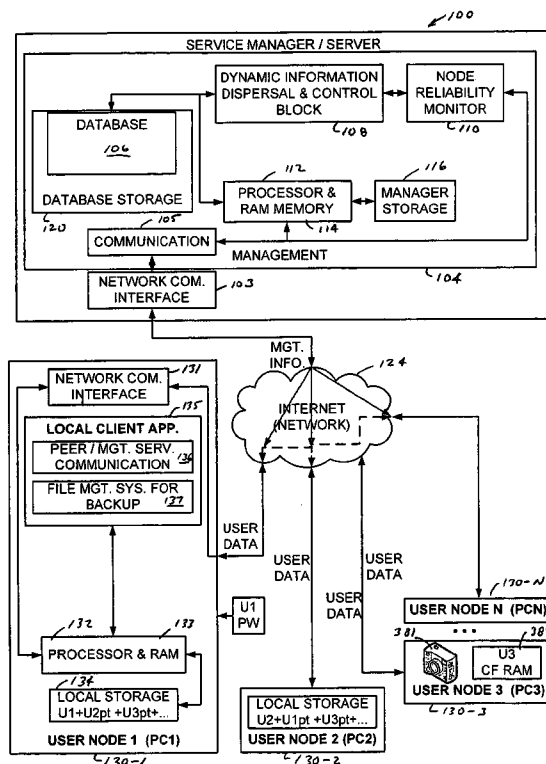 100
SERVICE MANAGER / SERVER
DYNAMIC INFORMATION
DISPERSAL & CONTROL
BLOCK
108
NODE
RELIABILITY
MONITOR
110
DATABASE
106
DATABASE STORAGE
120
112
PROCESSOR &
RAM MEMORY
114
116
MANAGER
STORAGE
105
COMMUNICATION
MANAGEMENT
104
NETWORK COM.
INTERFACE
103
MGT.
INFO.
124
INTERNET
(NETWORK)
131
NETWORK COM.
INTERFACE
135
LOCAL CLIENT APP.
PEER / MGT. SERV.
COMMUNICATION 136
FILE MGT. SYS. FOR
BACKUP 137
USER
DATA
USER
DATA
USER
DATA
U1
PW
132
133
PROCESSOR & RAM
134
LOCAL STORAGE
U1+U2pt +U3pt+...
USER NODE 1 (PC1)
130-1
LOCAL STORAGE
U2+U1pt +U3pt+...
USER NODE 2 (PC2)
130-2
130-N
USER NODE N (PCN)
...
381
38
U3
CF RAM
USER NODE 3 (PC3)
130-3